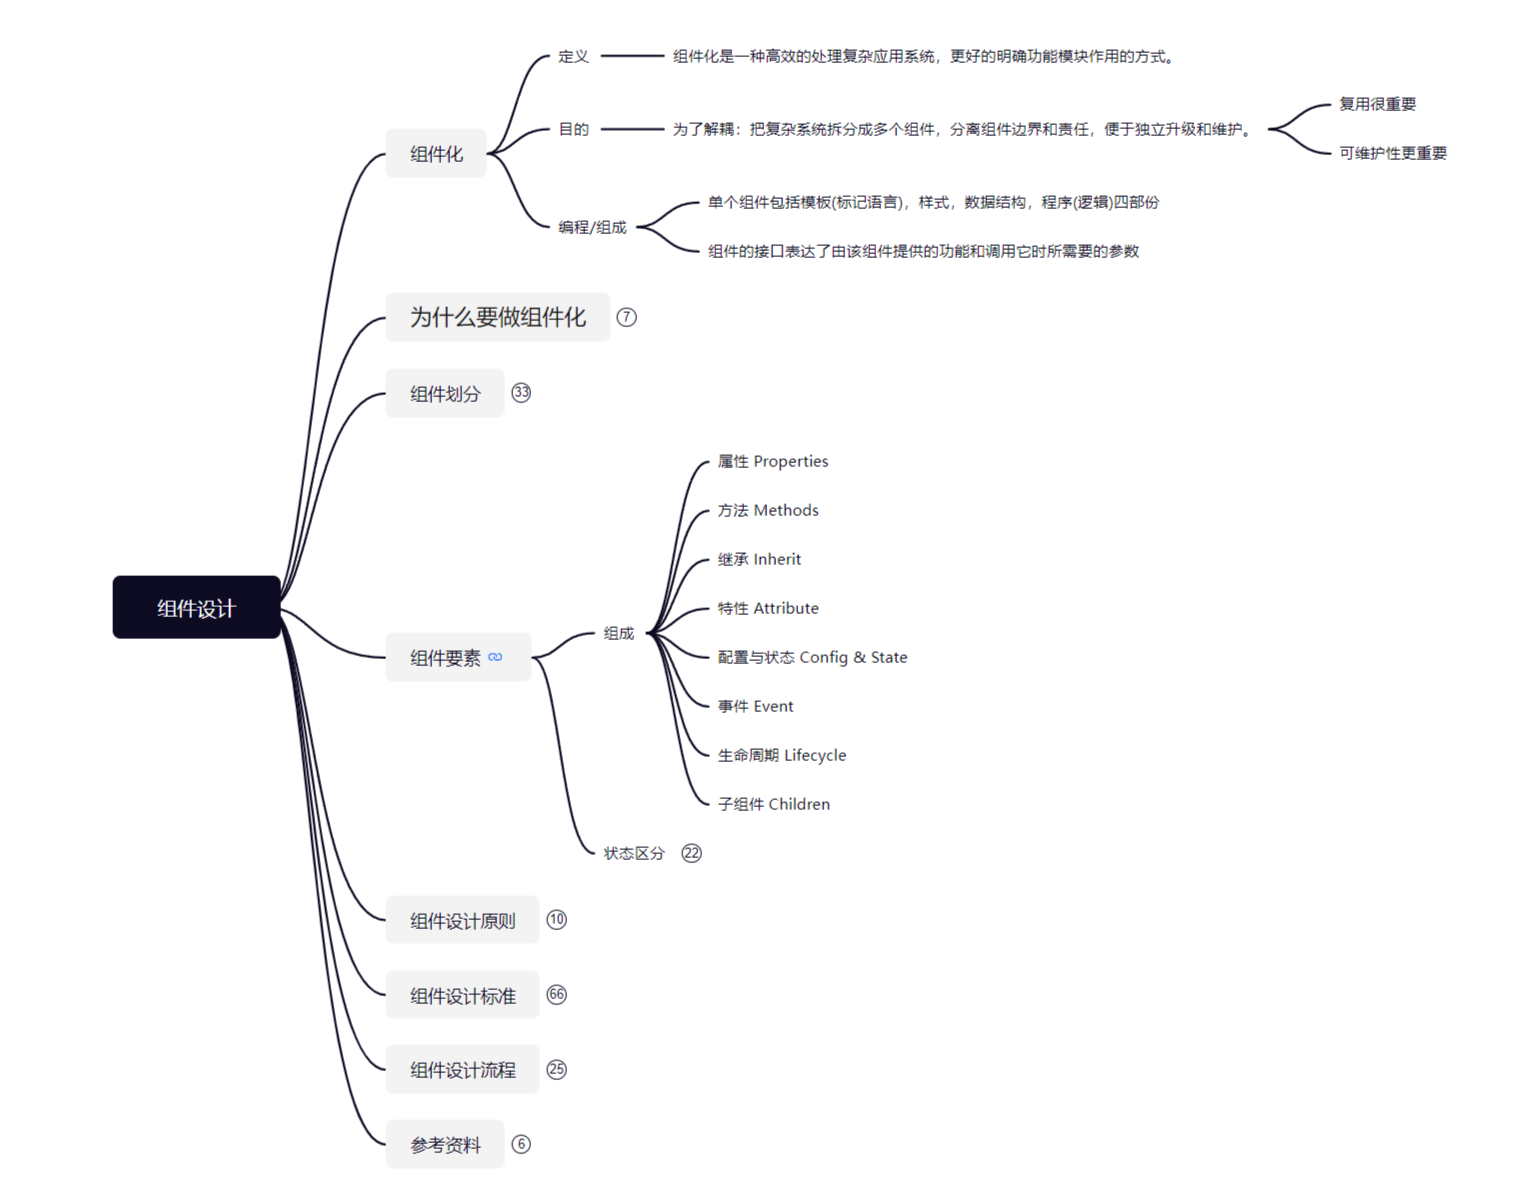 组件设计
组件化
定义
组件化是一种高效的处理复杂应用系统，更好的明确功能模块作用的方式。
目的
为了解耦：把复杂系统拆分成多个组件，分离组件边界和责任，便于独立升级和维护。
复用很重要
可维护性更重要
编程/组成
单个组件包括模板(标记语言)，样式，数据结构，程序(逻辑)四部份
组件的接口表达了由该组件提供的功能和调用它时所需要的参数
为什么要做组件化 7
组件划分 33
组件要素
组成
属性 Properties
方法 Methods
继承 Inherit
特性 Attribute
配置与状态 Config & State
事件 Event
生命周期 Lifecycle
子组件 Children
状态区分 22
组件设计原则 10
组件设计标准 66
组件设计流程 25
参考资料 6